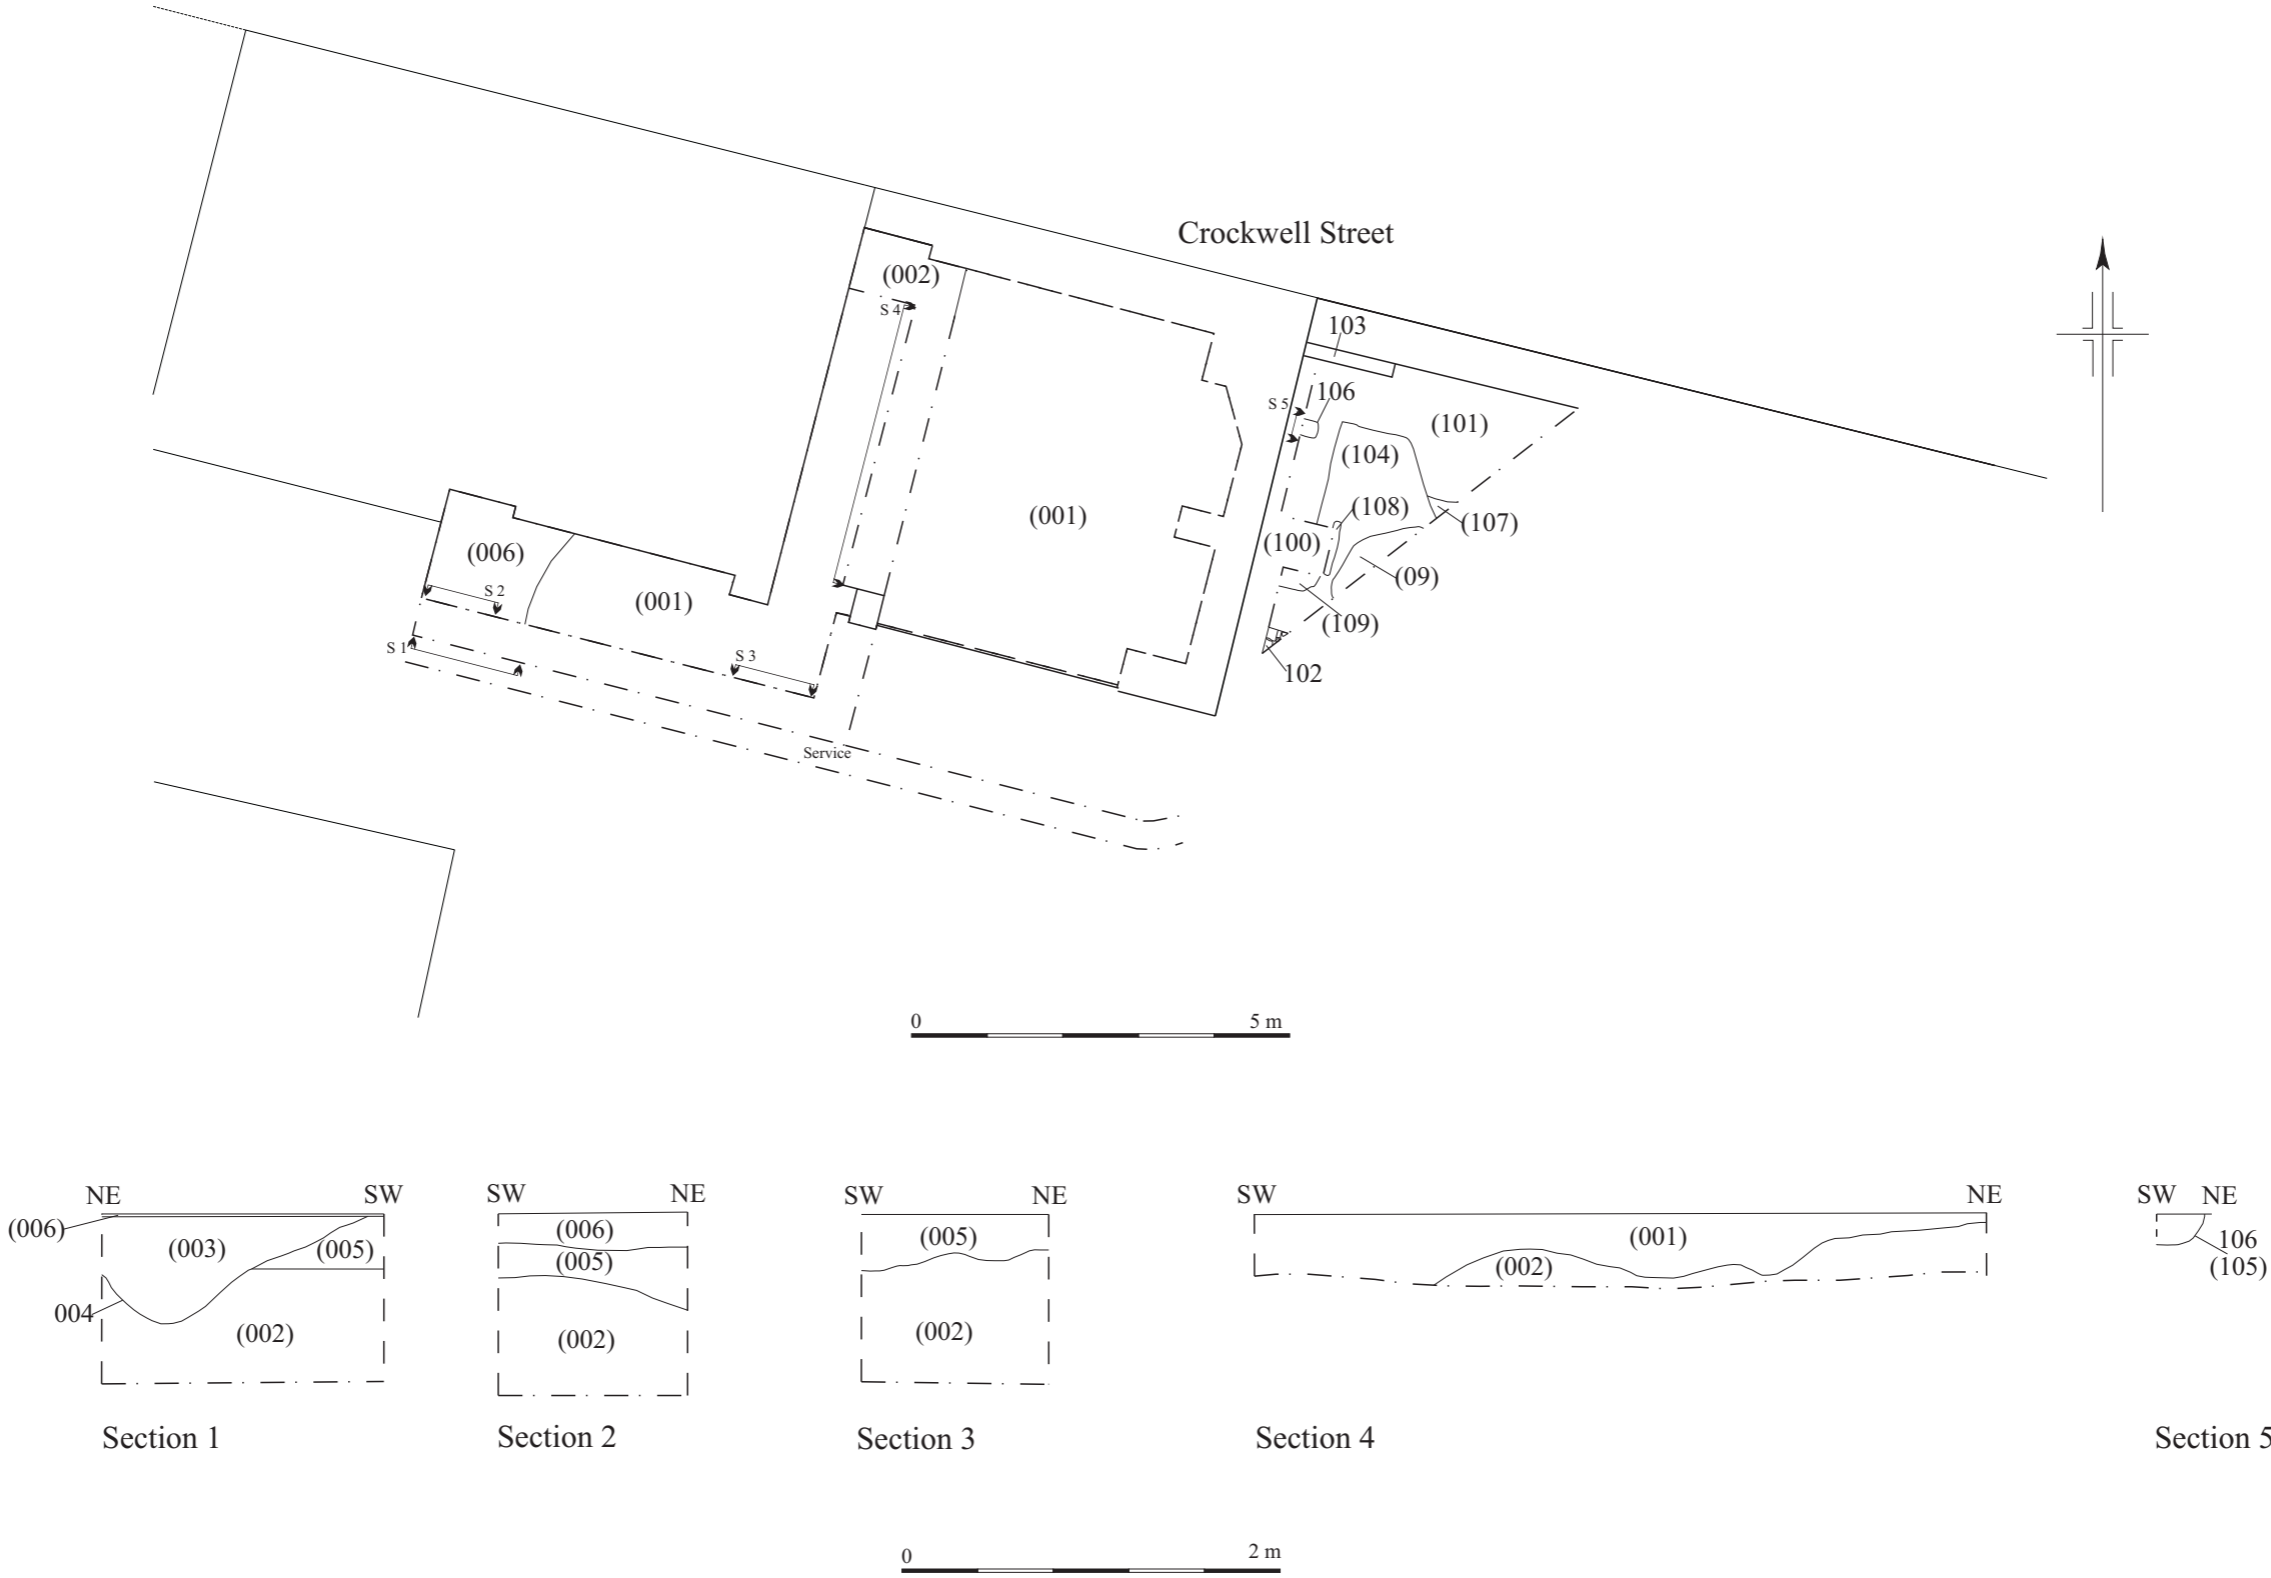 Crockwell Street
(002)
S 4
103
106
S 5
(101)
(104)
(001)
(108)
(107)
(100)
(006)
(09)
S 2
(001)
(109)
S 1
S 3
102
Service
0 5 m
NE SW SW NE SW NE SW NE SW NE
(006)
(003)
(005)
004
(002)
(006)
(005)
(002)
(005)
(002)
(001)
(002)
106
(105)
Section 1 Section 2 Section 3 Section 4 Section 5
0 2 m